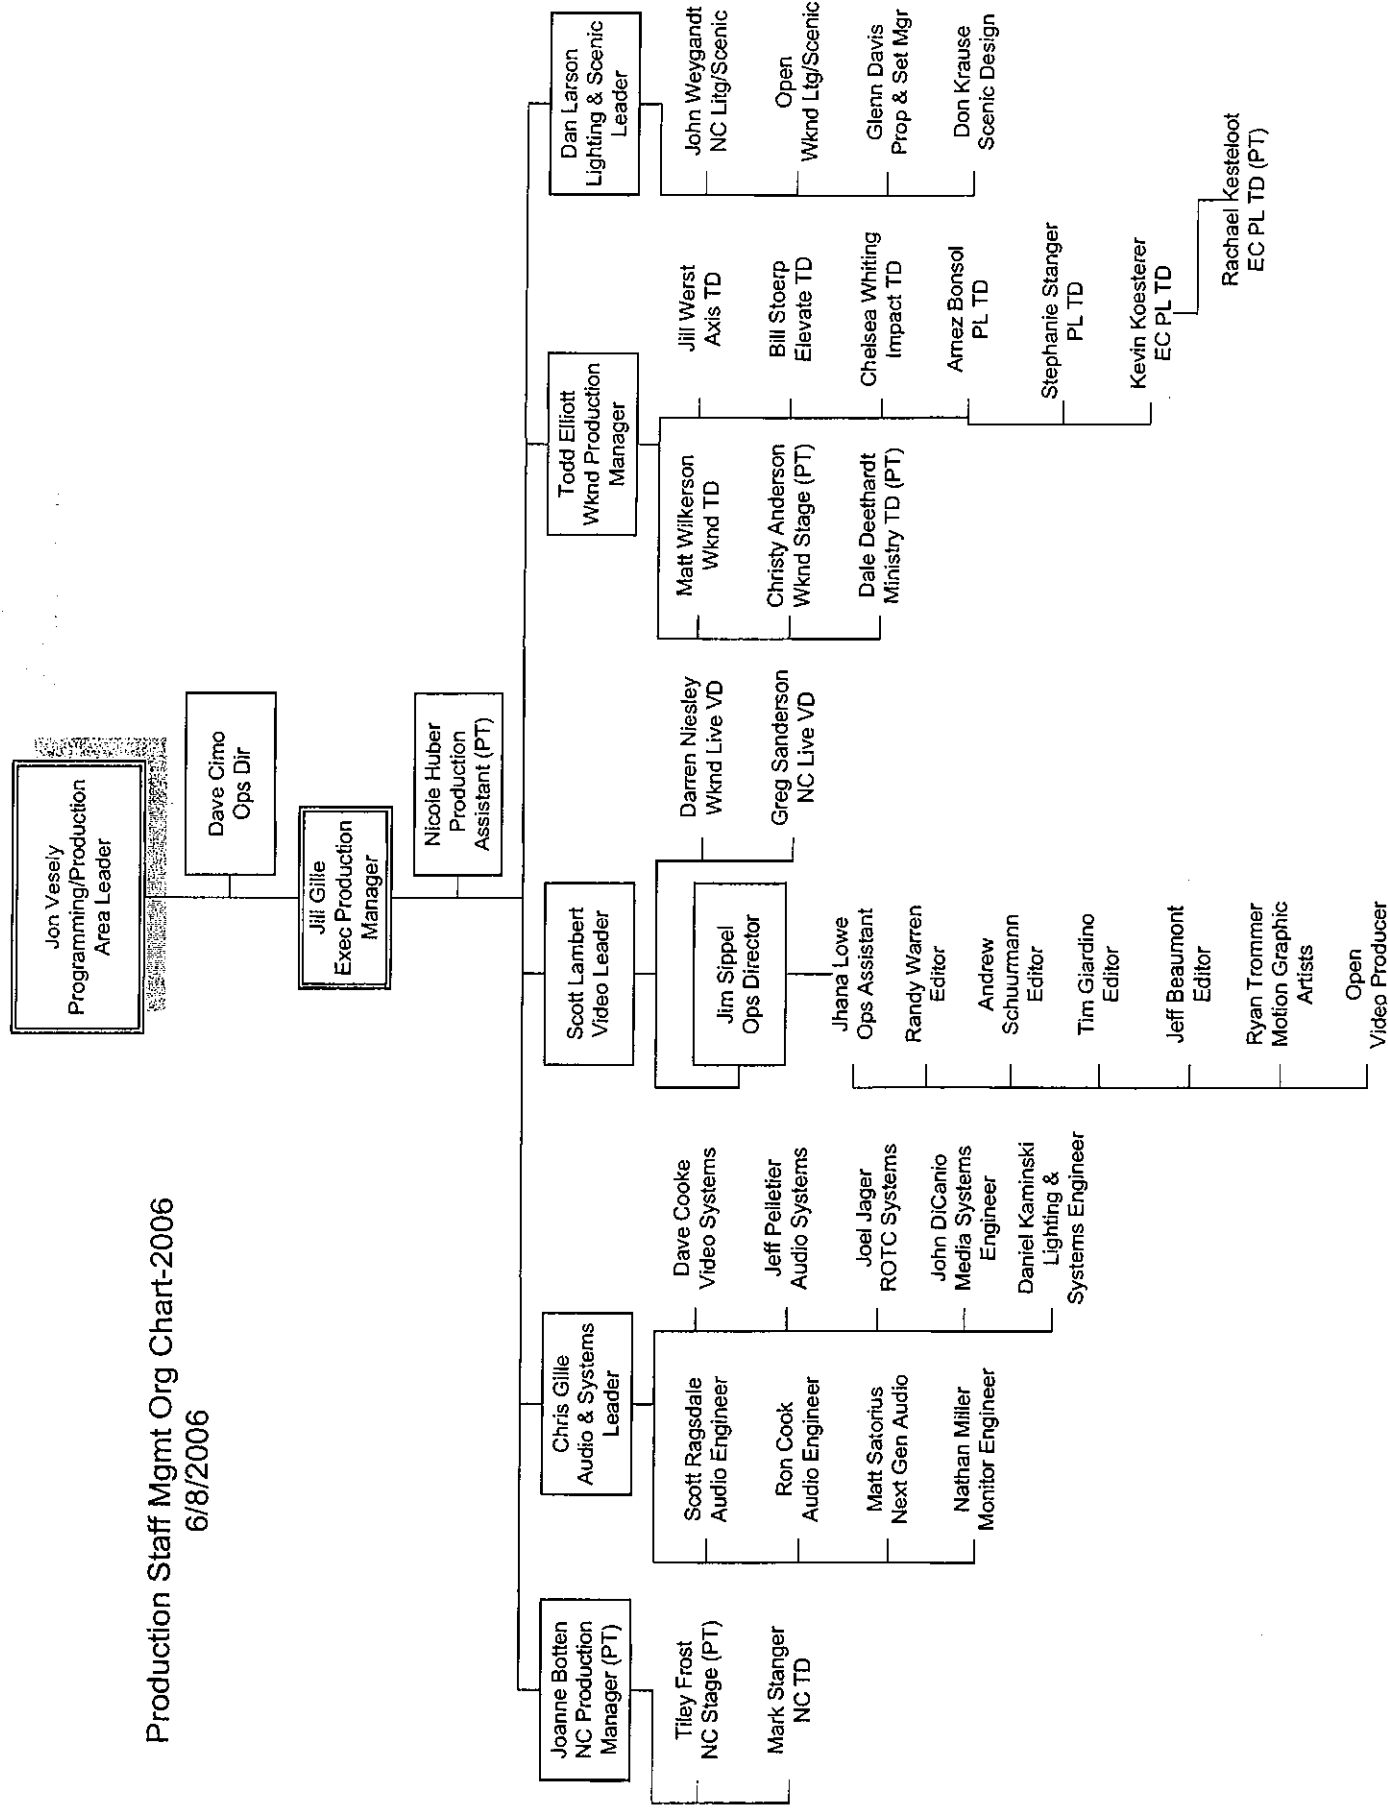 Production Staff Mgmt Org Chart-2006
6/8/2006
Jon Vesely
Programming/Production
Area Leader
Dave Cimo
Ops Dir
Jill Gille
Exec Production
Manager
Nicole Huber
Production
Assistant (PT)
Joanne Botten
NC Production
Manager (PT)
Tiley Frost
NC Stage (PT)
Mark Stanger
NC TD
Chris Gille
Audio & Systems
Leader
Scott Ragsdale
Audio Engineer
Ron Cook
Audio Engineer
Matt Satorius
Next Gen Audio
Nathan Miller
Monitor Engineer
Dave Cooke
Video Systems
Jeff Pelletier
Audio Systems
Joel Jager
ROTC Systems
John DiCanio
Media Systems
Engineer
Daniel Kaminski
Lighting &
Systems Engineer
Scott Lambert
Video Leader
Jim Sippel
Ops Director
Jhana Lowe
Ops Assistant
Randy Warren
Editor
Andrew
Schuurmann
Editor
Tim Giardino
Editor
Jeff Beaumont
Editor
Ryan Trommer
Motion Graphic
Artists
Open
Video Producer
Darren Niesley
Wknd Live VD
Greg Sanderson
NC Live VD
Todd Elliott
Wknd Production
Manager
Matt Wilkerson
Wknd TD
Christy Anderson
Wknd Stage (PT)
Dale Deethardt
Ministry TD (PT)
Jill Werst
Axis TD
Bill Stoerp
Elevate TD
Chelsea Whiting
Impact TD
Arnez Bonsol
PL TD
Stephanie Stanger
PL TD
Kevin Koesterer
EC PL TD
Rachael Kesteloot
EC PL TD (PT)
Dan Larson
Lighting & Scenic
Leader
John Weygandt
NC Litg/Scenic
Open
Wknd Ltg/Scenic
Glenn Davis
Prop & Set Mgr
Don Krause
Scenic Design